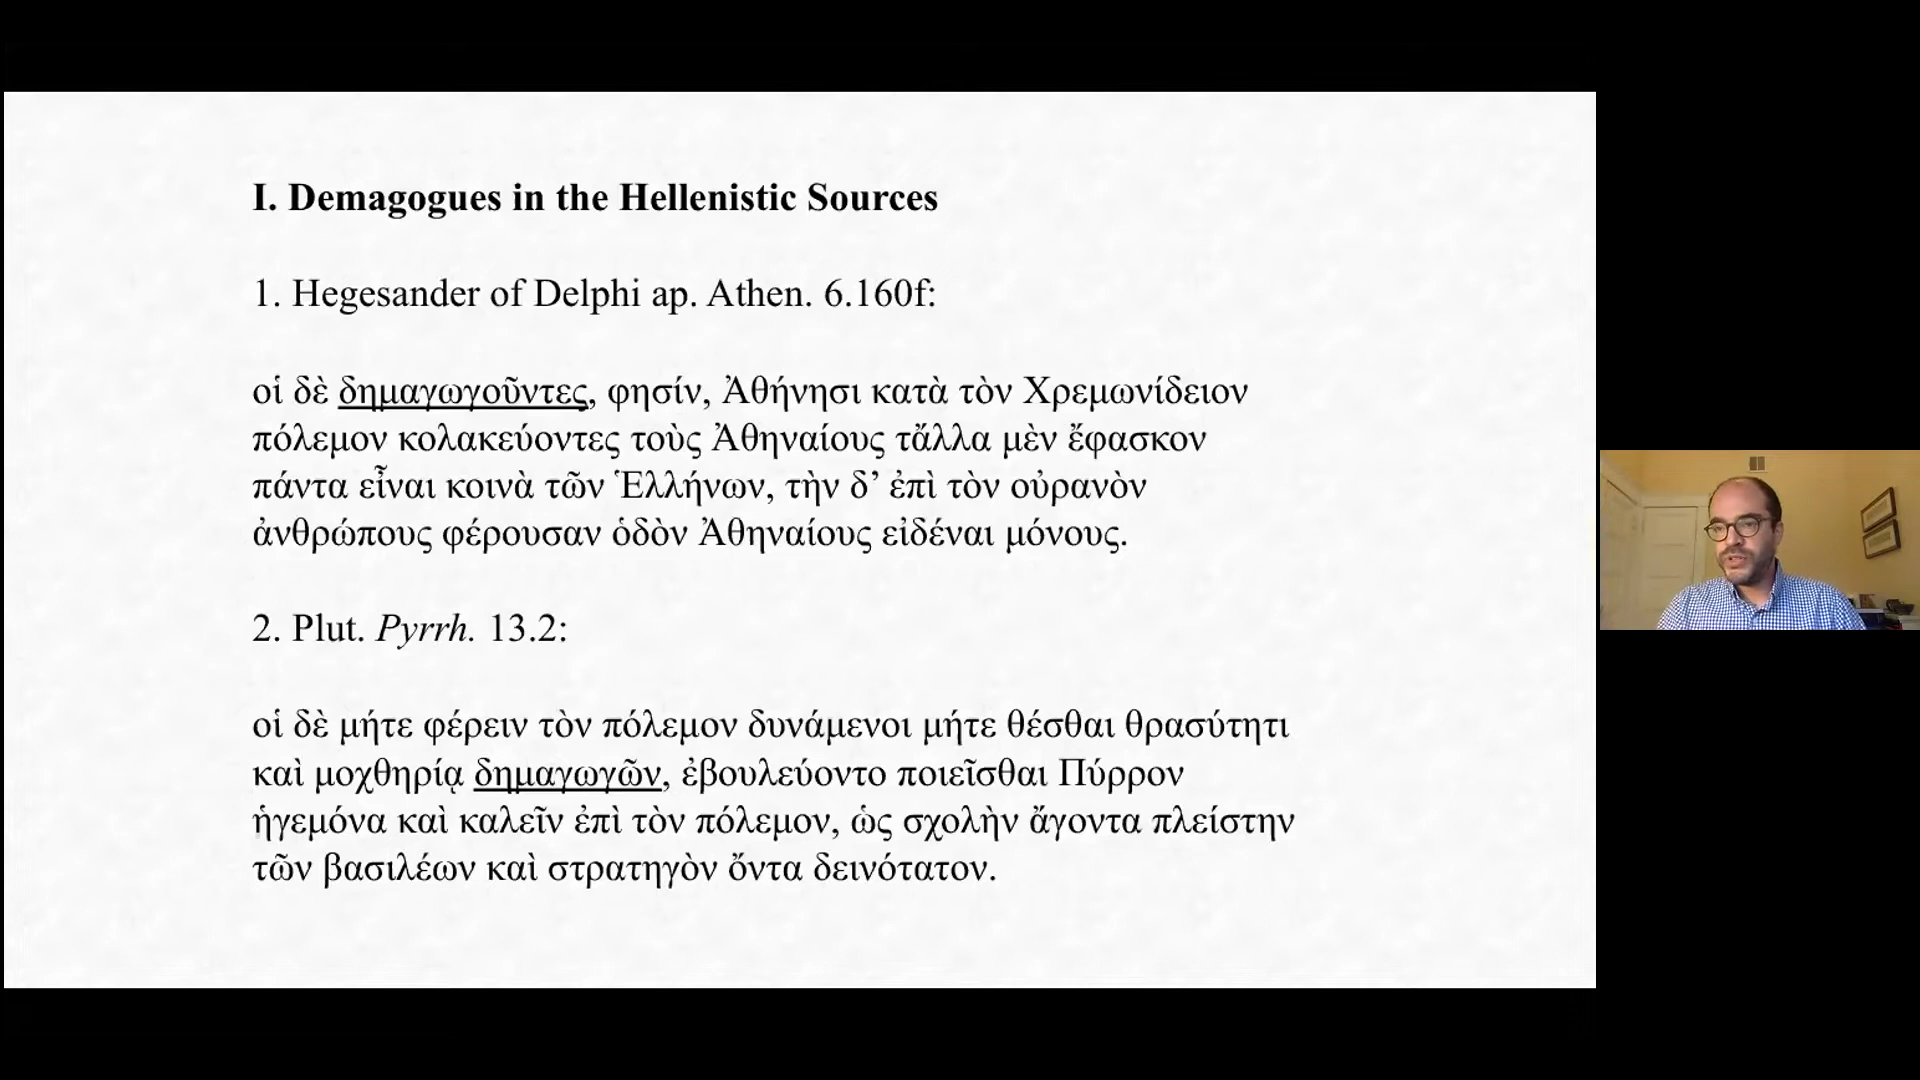 I. Demagogues in the Hellenistic Sources
1. Hegesander of Delphi ap. Athen. 6.160f:
οἱ δὲ δημαγωγοῦντες, φησίν, Ἀθήνησι κατὰ τὸν Χρεμωνίδειον
πόλεμον κολακεύοντες τοὺς Ἀθηναίους τἄλλα μὲν ἔφασκον
πάντα εἶναι κοινὰ τῶν Ἑλλήνων, τὴν δ’ ἐπὶ τὸν οὐρανὸν
ἀνθρώπους φέρουσαν ὁδὸν Ἀθηναίους εἰδέναι μόνους.
2. Plut. Pyrrh. 13.2:
οἱ δὲ μήτε φέρειν τὸν πόλεμον δυνάμενοι μήτε θέσθαι θρασύτητι
καὶ μοχθηρίᾳ δημαγωγῶν, ἐβουλεύοντο ποιεῖσθαι Πύρρον
ἡγεμόνα καὶ καλεῖν ἐπὶ τὸν πόλεμον, ὡς σχολὴν ἄγοντα πλείστην
τῶν βασιλέων καὶ στρατηγὸν ὄντα δεινότατον.